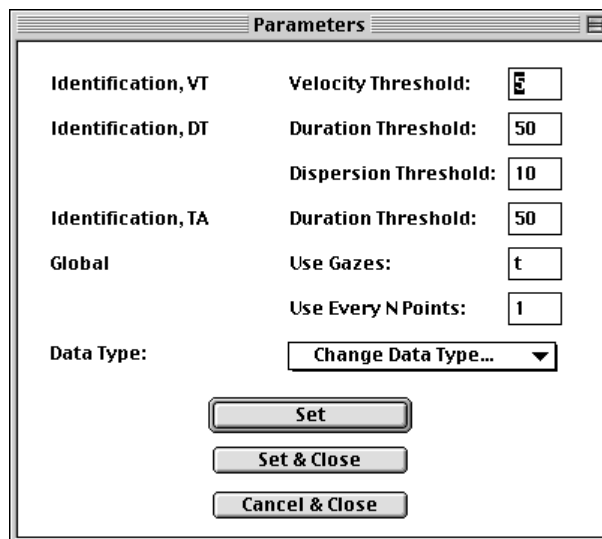 Parameters
Identification, VT Velocity Threshold: 5
Identification, DT Duration Threshold: 50
Dispersion Threshold: 10
Identification, TA Duration Threshold: 50
Global Use Gazes: t
Use Every N Points: 1
Data Type: Change Data Type...
Set
Set & Close
Cancel & Close